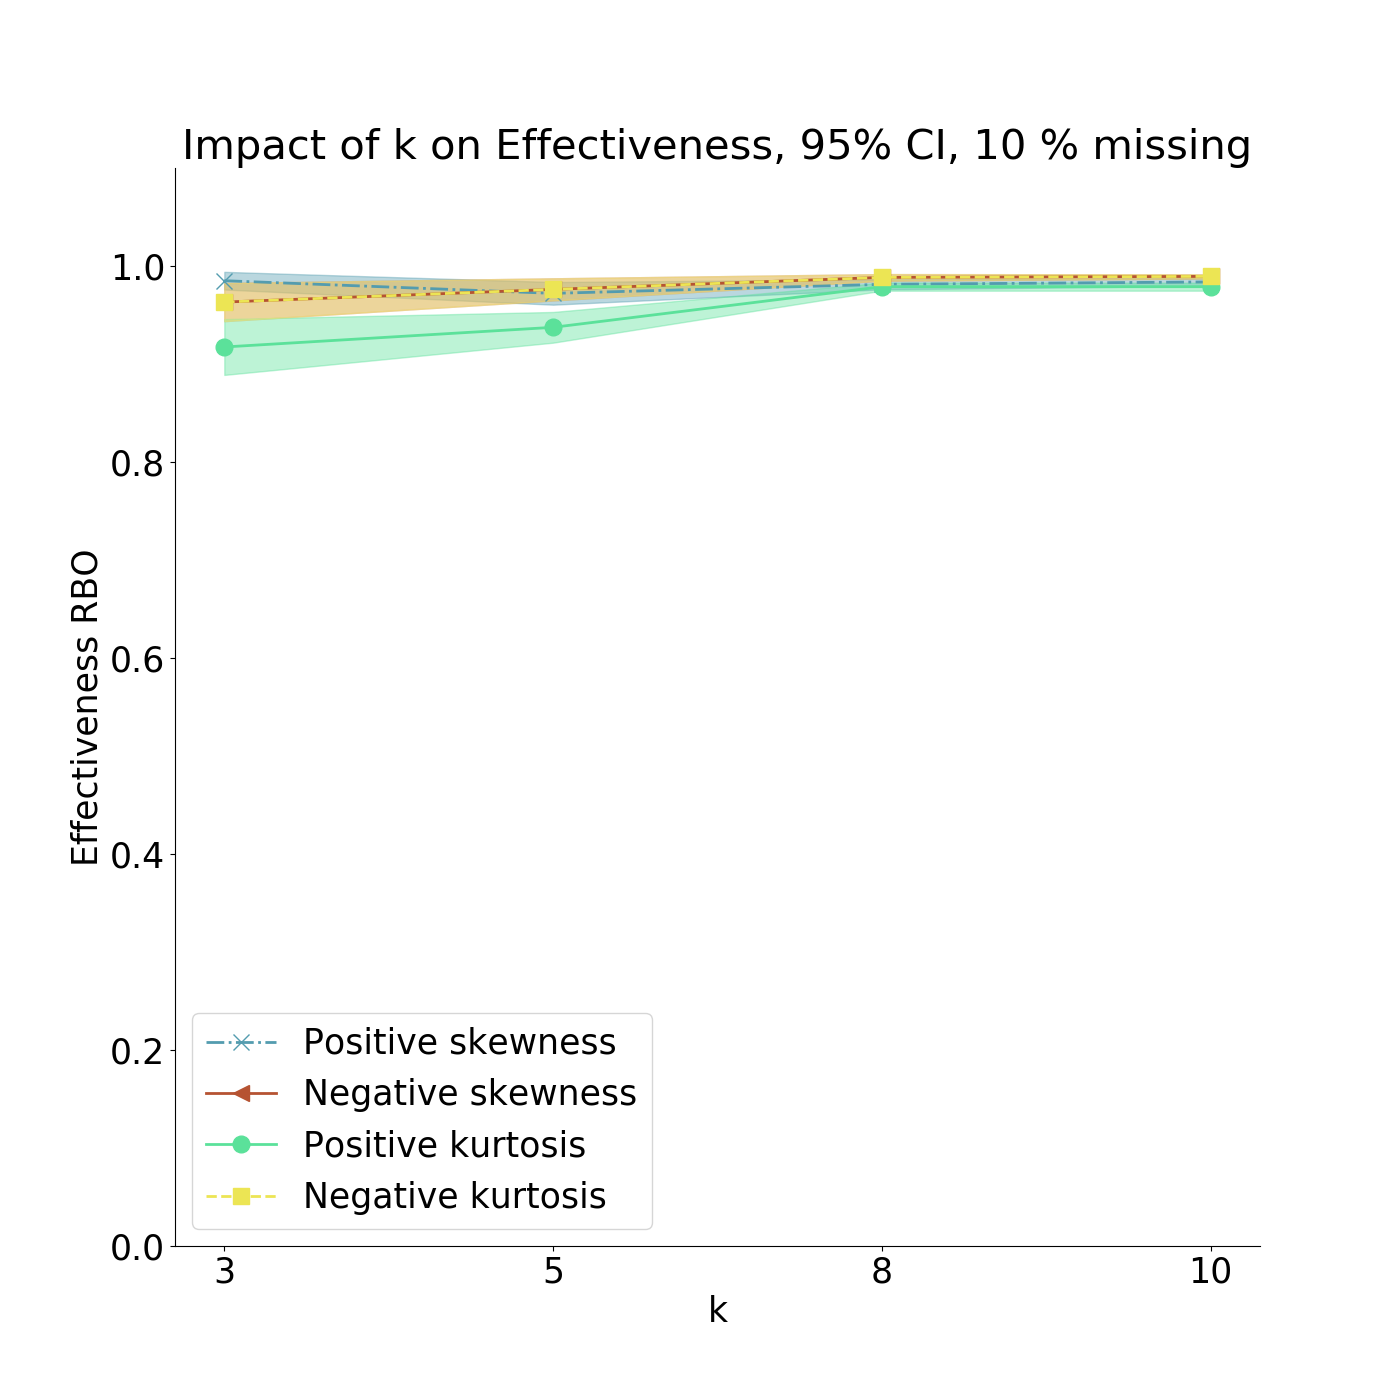 Impact of k on Effectiveness, 95% CI, 10 % missing
1.0
0.8
0.6
0.4
0.2
0.0
Effectiveness RBO
Positive skewness
Negative skewness
Positive kurtosis
Negative kurtosis
3 5 8 10
k